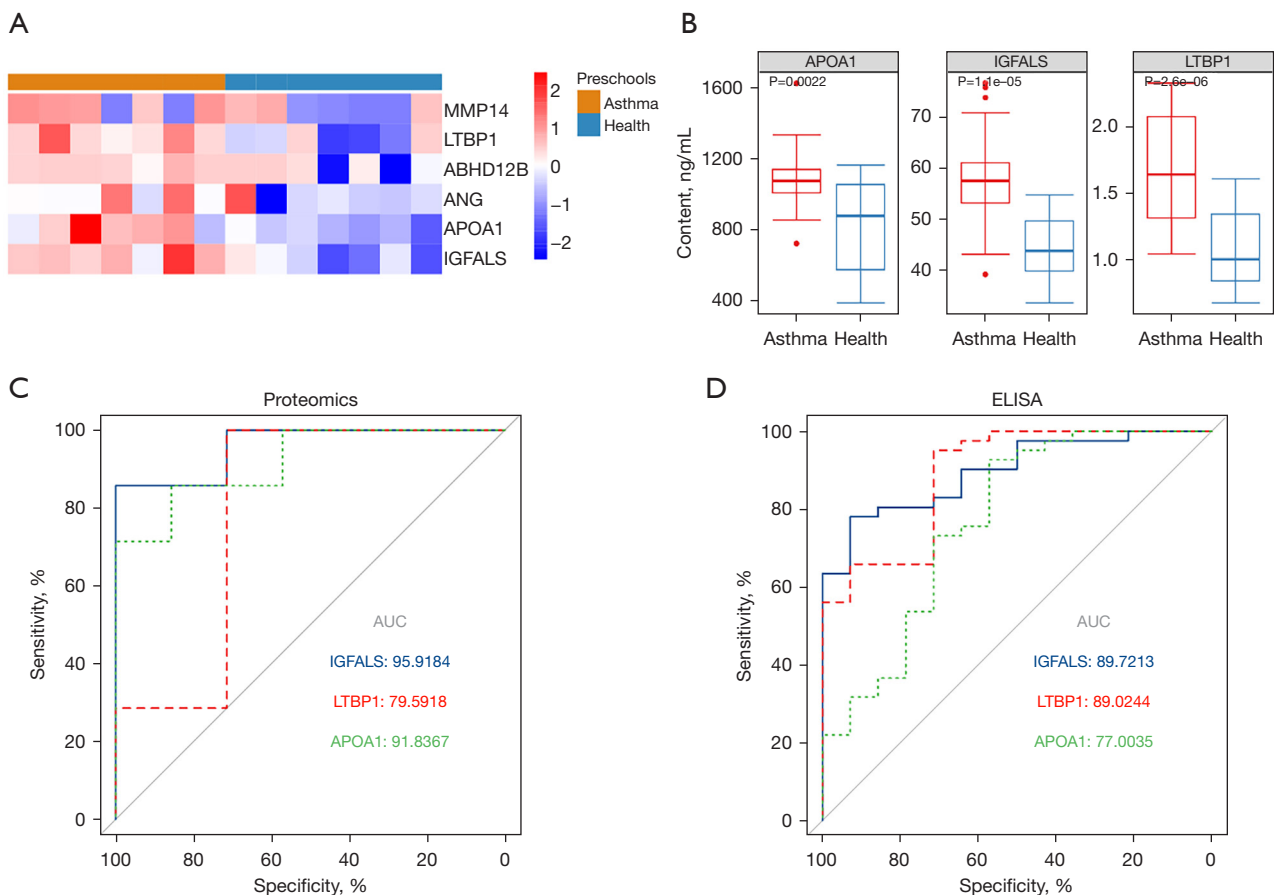 A
Preschools
Asthma
Health
MMP14
LTBP1
ABHD12B
ANG
APOA1
IGFALS
2
1
0
−1
−2
B
APOA1
IGFALS
LTBP1
P=0.0022
P=1.1e−05
P=2.6e−06
Content, ng/mL
1600
1200
800
400
70
60
50
40
2.0
1.5
1.0
Asthma Health
Asthma Health
Asthma Health
C
Proteomics
Sensitivity, %
100
80
60
40
20
0
AUC
IGFALS: 95.9184
LTBP1: 79.5918
APOA1: 91.8367
100 80 60 40 20 0
Specificity, %
D
ELISA
Sensitivity, %
100
80
60
40
20
0
AUC
IGFALS: 89.7213
LTBP1: 89.0244
APOA1: 77.0035
100 80 60 40 20 0
Specificity, %